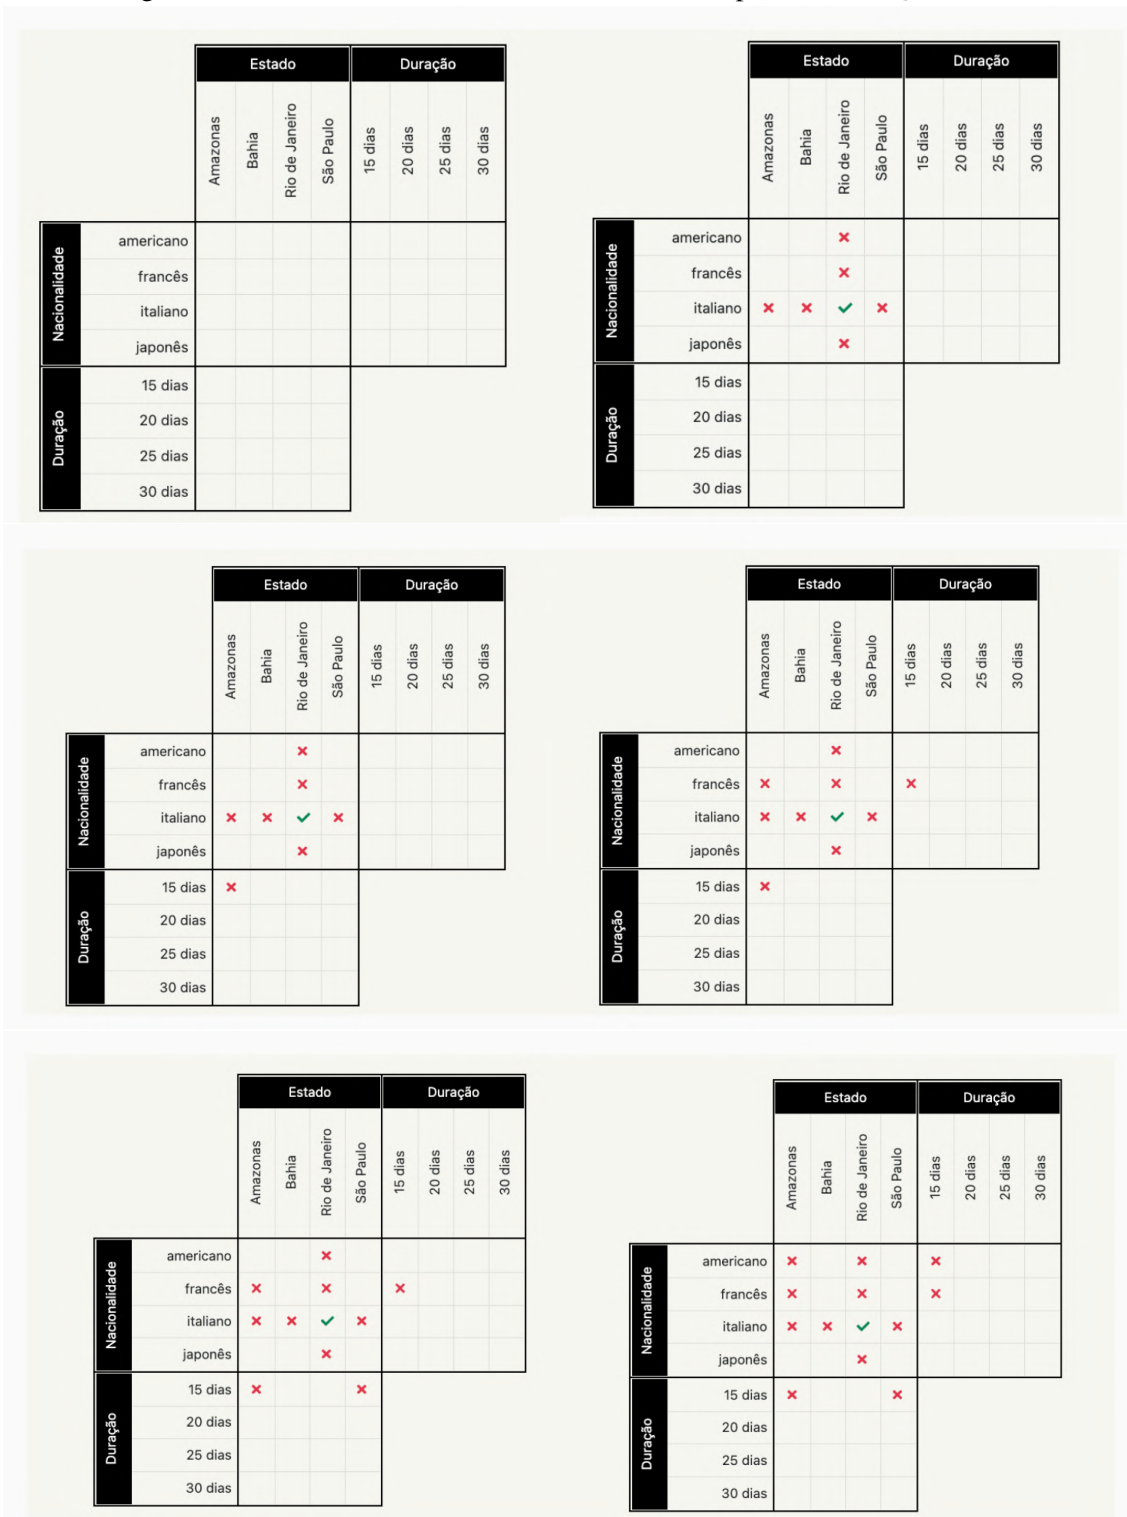 Estado Duração
Amazonas Bahia Rio de Janeiro São Paulo 15 dias 20 dias 25 dias 30 dias
Nacionalidade
americano
francês
italiano
japonês
Duração
15 dias
20 dias
25 dias
30 dias
Estado Duração
Amazonas Bahia Rio de Janeiro São Paulo 15 dias 20 dias 25 dias 30 dias
Nacionalidade
americano
francês
italiano
japonês
Duração
15 dias
20 dias
25 dias
30 dias
Estado Duração
Amazonas Bahia Rio de Janeiro São Paulo 15 dias 20 dias 25 dias 30 dias
Nacionalidade
americano
francês
italiano
japonês
Duração
15 dias
20 dias
25 dias
30 dias
Estado Duração
Amazonas Bahia Rio de Janeiro São Paulo 15 dias 20 dias 25 dias 30 dias
Nacionalidade
americano
francês
italiano
japonês
Duração
15 dias
20 dias
25 dias
30 dias
Estado Duração
Amazonas Bahia Rio de Janeiro São Paulo 15 dias 20 dias 25 dias 30 dias
Nacionalidade
americano
francês
italiano
japonês
Duração
15 dias
20 dias
25 dias
30 dias
Estado Duração
Amazonas Bahia Rio de Janeiro São Paulo 15 dias 20 dias 25 dias 30 dias
Nacionalidade
americano
francês
italiano
japonês
Duração
15 dias
20 dias
25 dias
30 dias